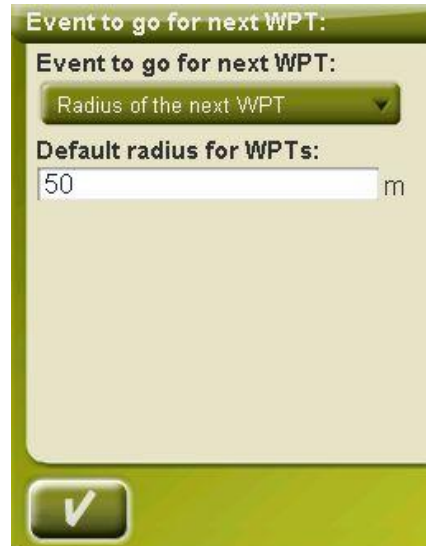 Event to go for next WPT:
Event to go for next WPT:
Radius of the next WPT
Default radius for WPTs:
50 m